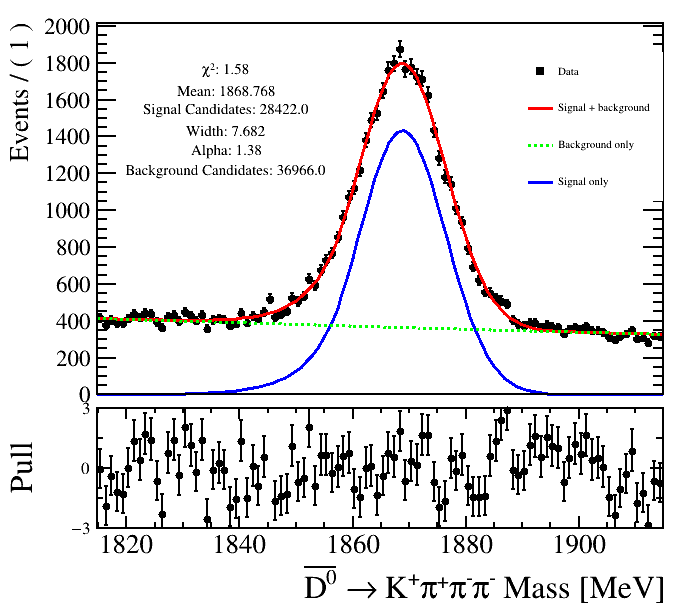 Events / ( 1 )
2000
1800
1600
1400
1200
1000
800
600
400
200
0
χ²: 1.58
Mean: 1868.768
Signal Candidates: 28422.0
Width: 7.682
Alpha: 1.38
Background Candidates: 36966.0
Data
Signal + background
Background only
Signal only
Pull
3
0
−3
1820 1840 1860 1880 1900
D⁰ → K⁺π⁺π⁻π⁻ Mass [MeV]